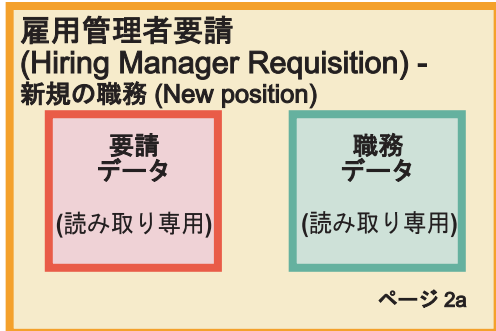 雇用管理者要請
(Hiring Manager Requisition) -
新規の職務 (New position)
要請
データ
(読み取り専用)
職務
データ
(読み取り専用)
ページ 2a